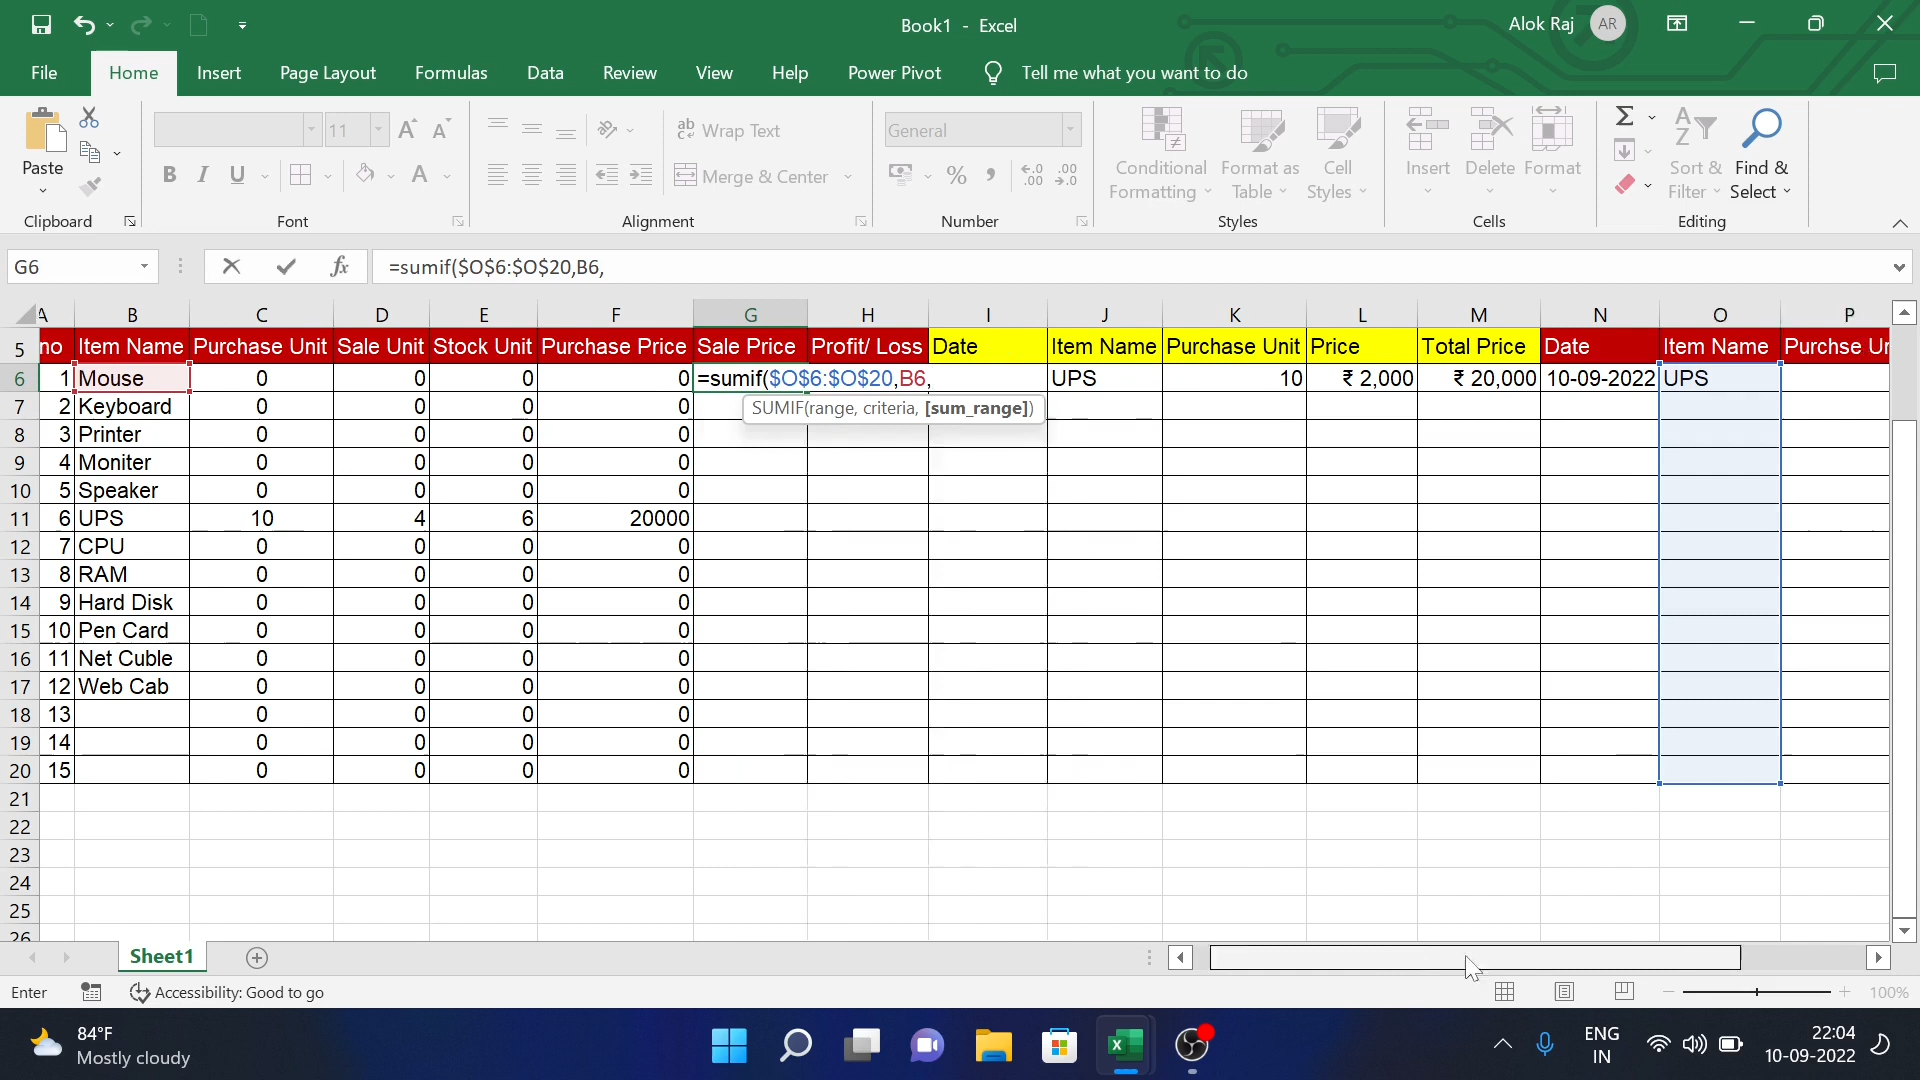 Book1 - Excel
Alok Raj AR
File Home Insert Page Layout Formulas Data Review View Help Power Pivot Tell me what you want to do
11 ab Wrap Text General
Paste B I U A Merge & Center % Conditional Formatting Format as Table Cell Styles Insert Delete Format Sort & Filter Find & Select
Clipboard Font Alignment Number Styles Cells Editing
G6 fx =sumif($O$6:$O$20,B6,
A B C D E F G H I J K L M N O P
5 no Item Name Purchase Unit Sale Unit Stock Unit Purchase Price Sale Price Profit/ Loss Date Item Name Purchase Unit Price Total Price Date Item Name Purchse Un
6 1 Mouse 0 0 0 0 =sumif($O$6:$O$20,B6, UPS 10 ₹ 2,000 ₹ 20,000 10-09-2022 UPS
7 2 Keyboard 0 0 0 0 SUMIF(range, criteria, [sum_range])
8 3 Printer 0 0 0 0
9 4 Moniter 0 0 0 0
10 5 Speaker 0 0 0 0
11 6 UPS 10 4 6 20000
12 7 CPU 0 0 0 0
13 8 RAM 0 0 0 0
14 9 Hard Disk 0 0 0 0
15 10 Pen Card 0 0 0 0
16 11 Net Cuble 0 0 0 0
17 12 Web Cab 0 0 0 0
18 13 0 0 0 0
19 14 0 0 0 0
20 15 0 0 0 0
21
22
23
24
25
26
Sheet1
Enter Accessibility: Good to go 100%
84°F
Mostly cloudy
ENG
IN
22:04
10-09-2022